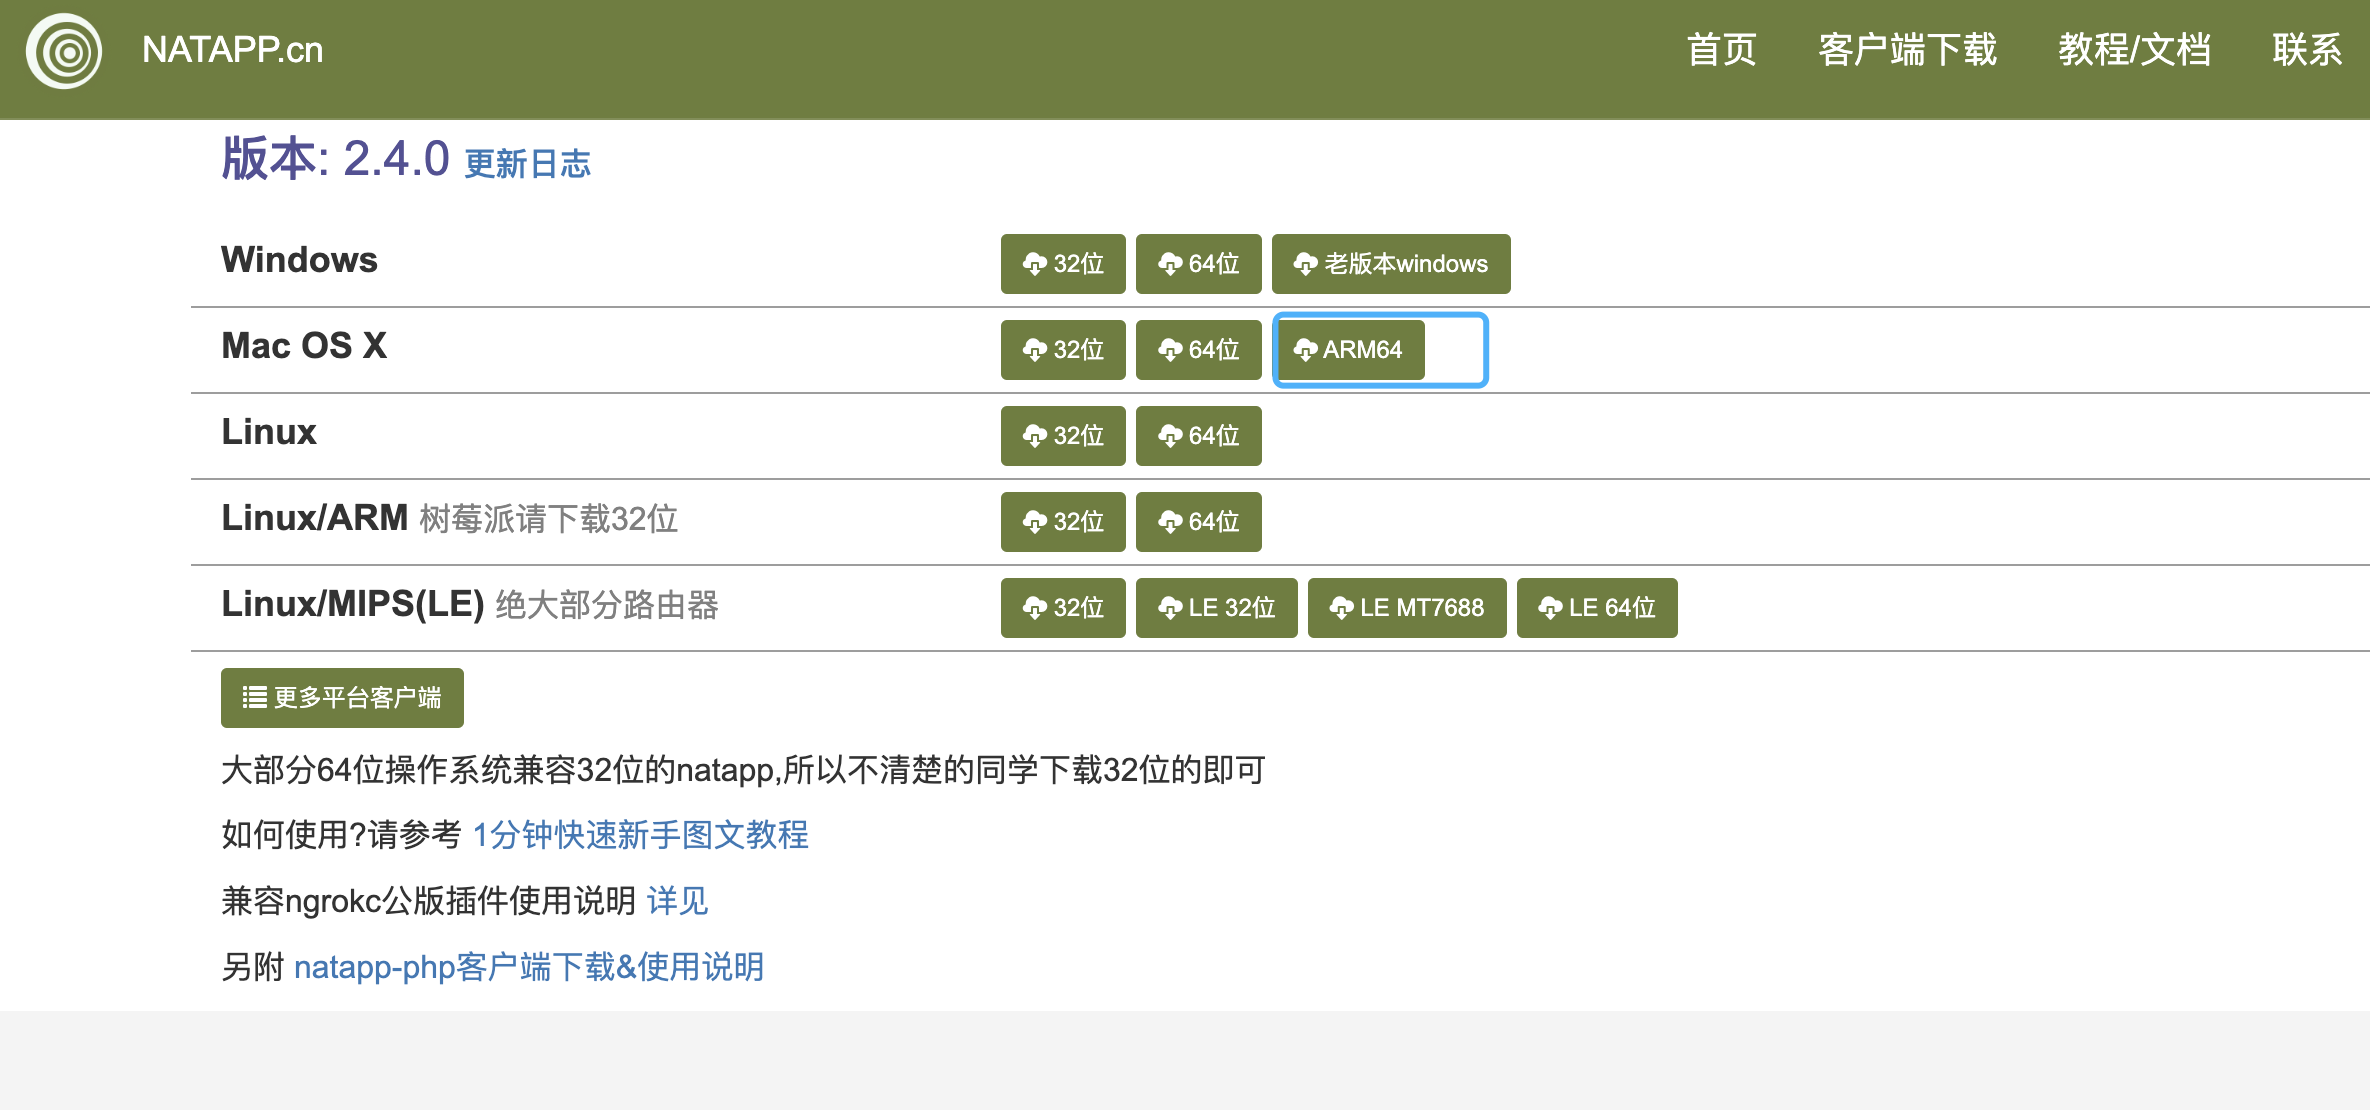 NATAPP.cn 首页 客户端下载 教程/文档 联系
版本: 2.4.0 更新日志
Windows 32位 64位 老版本windows
Mac OS X 32位 64位 ARM64
Linux 32位 64位
Linux/ARM 树莓派请下载32位 32位 64位
Linux/MIPS(LE) 绝大部分路由器 32位 LE 32位 LE MT7688 LE 64位
更多平台客户端
大部分64位操作系统兼容32位的natapp,所以不清楚的同学下载32位的即可
如何使用?请参考 1分钟快速新手图文教程
兼容ngrokc公版插件使用说明 详见
另附 natapp-php客户端下载&使用说明